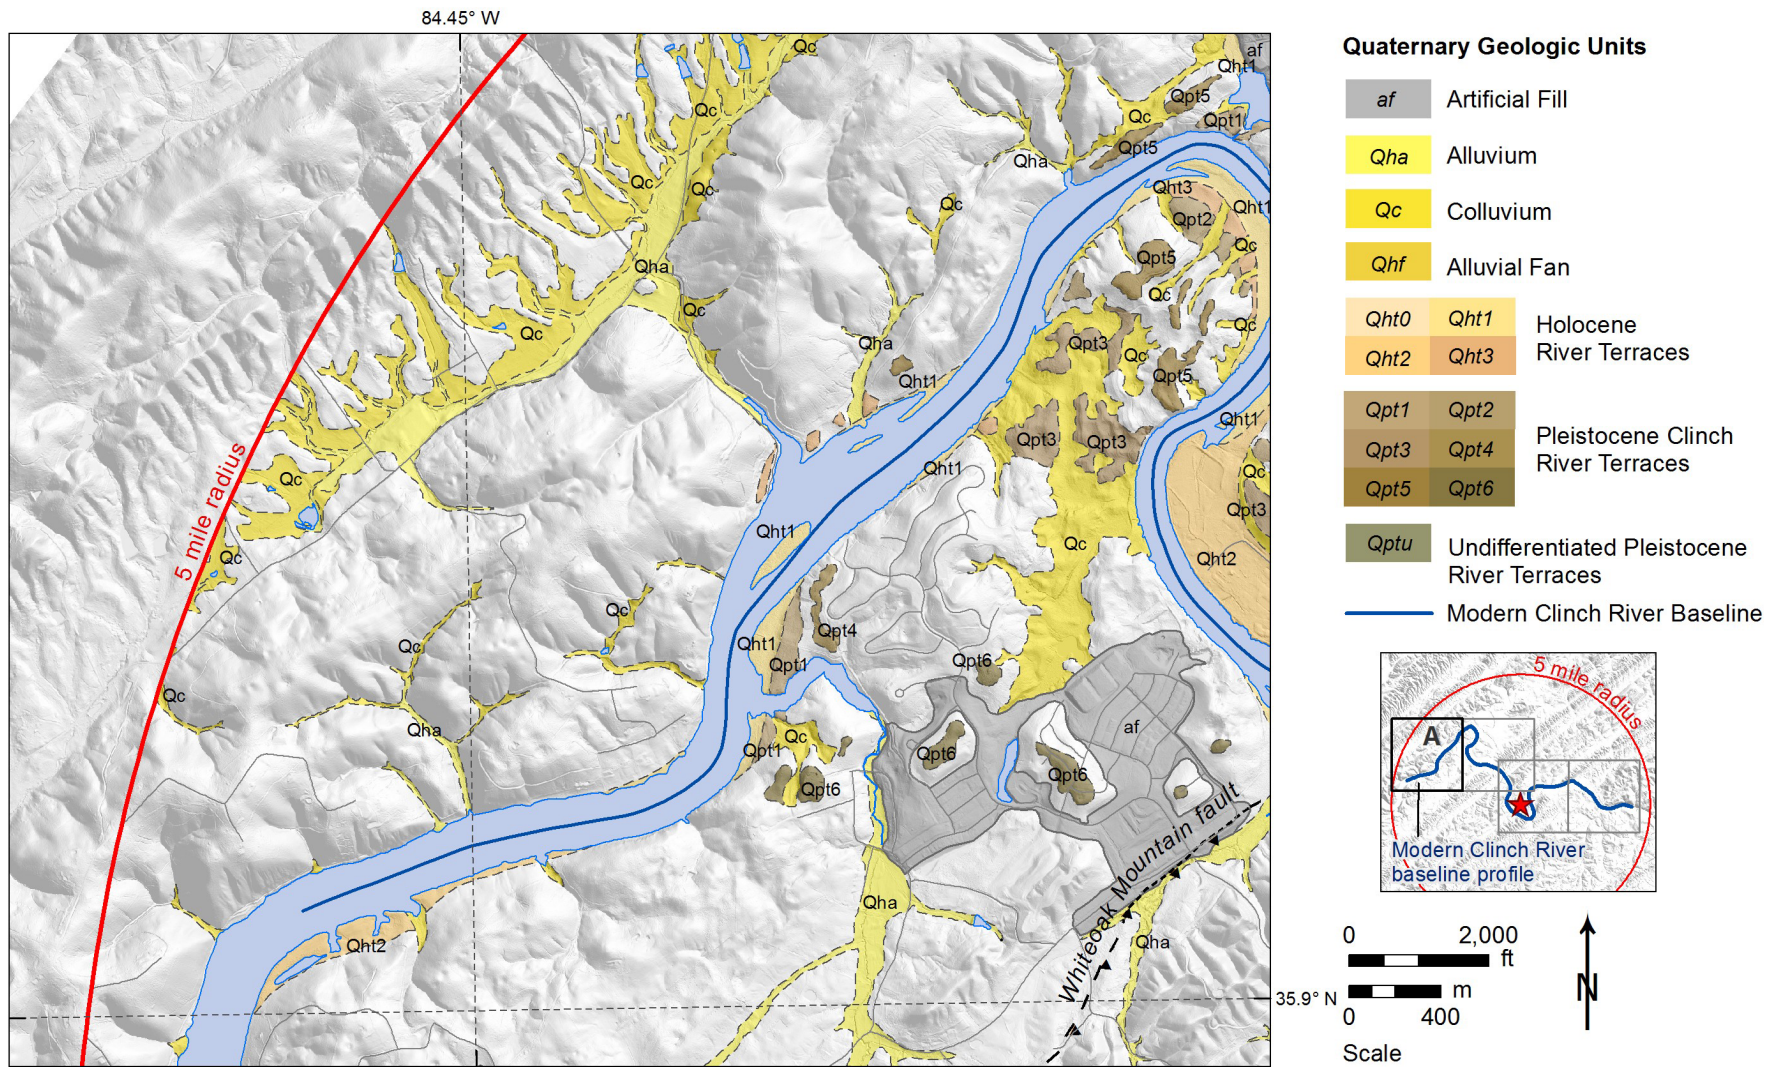 84.45° W
Qc
af
Qht1
Qc
Qpt5
Qc
Qpt1
Qpt5
Qha
Qc
Qc
Qht3
Qc
Qht1
Qpt2
Qc
Qpt5
Qha
Qc
Qc
Qc
Qc
Qha
Qpt3
Qc
Qpt5
Qht1
Qht1
Qpt3
Qpt3
5 mile radius
Qht1
Qc
Qc
Qpt3
Qht1
Qc
Qc
Qht2
Qc
Qpt4
Qht1
Qc
Qpt1
Qpt6
Qc
Qha
af
Qc
Qpt1
Qpt6
Qpt6
Qpt6
Whiteoak Mountain fault
Qha
Qht2
Qha
35.9° N
Quaternary Geologic Units
af
Artificial Fill
Qha
Alluvium
Qc
Colluvium
Qhf
Alluvial Fan
Qht0
Qht1
Qht2
Qht3
Holocene
River Terraces
Qpt1
Qpt2
Qpt3
Qpt4
Qpt5
Qpt6
Pleistocene Clinch
River Terraces
Qptu
Undifferentiated Pleistocene
River Terraces
Modern Clinch River Baseline
5 mile radius
A
Modern Clinch River
baseline profile
0
2,000
ft
m
0
400
Scale
N